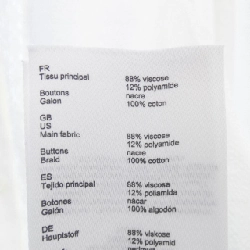 FR
Tissu principal 88% viscose
12% polyamide
Boutons nacre
Galon 100% coton
GB
US
Main fabric 88% viscose
12% polyamide
Buttons nacre
Braid 100% cotton
ES
Tejido principal 88% viscosa
12% poliamida
Botones nácar
Galón 100% algodón
DE
Hauptstoff 88% viskose
12% polyamid